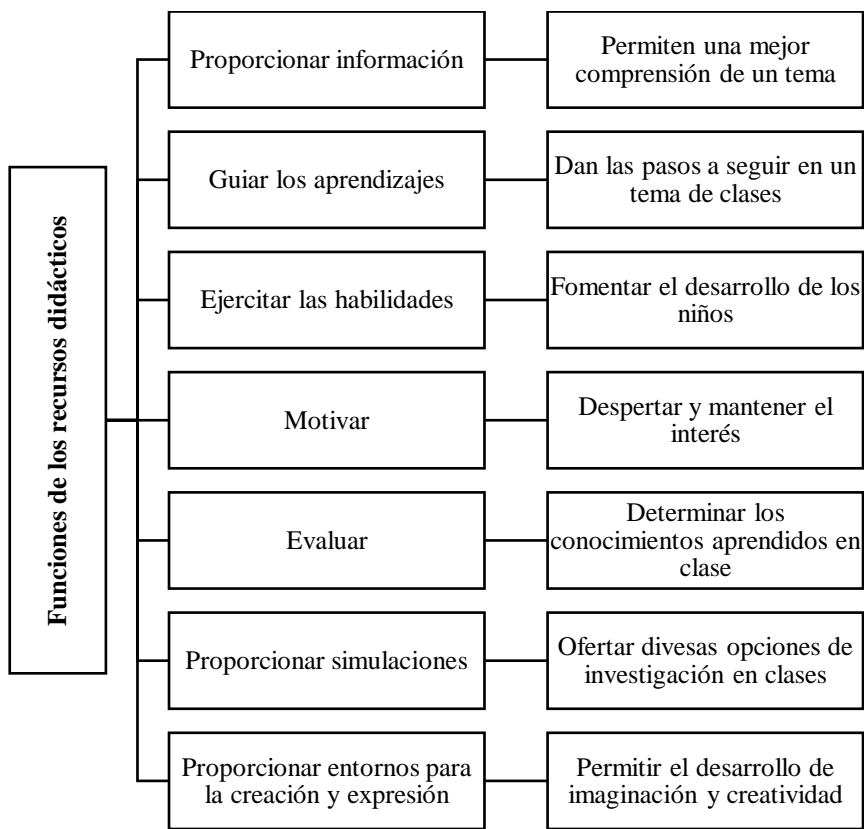 Funciones de los recursos didácticos
Proporcionar información
Permiten una mejor
comprensión de un tema
Guiar los aprendizajes
Dan las pasos a seguir en un
tema de clases
Ejercitar las habilidades
Fomentar el desarrollo de los
niños
Motivar
Despertar y mantener el
interés
Evaluar
Determinar los
conocimientos aprendidos en
clase
Proporcionar simulaciones
Ofertar divesas opciones de
investigación en clases
Proporcionar entornos para
la creación y expresión
Permitir el desarrollo de
imaginación y creatividad